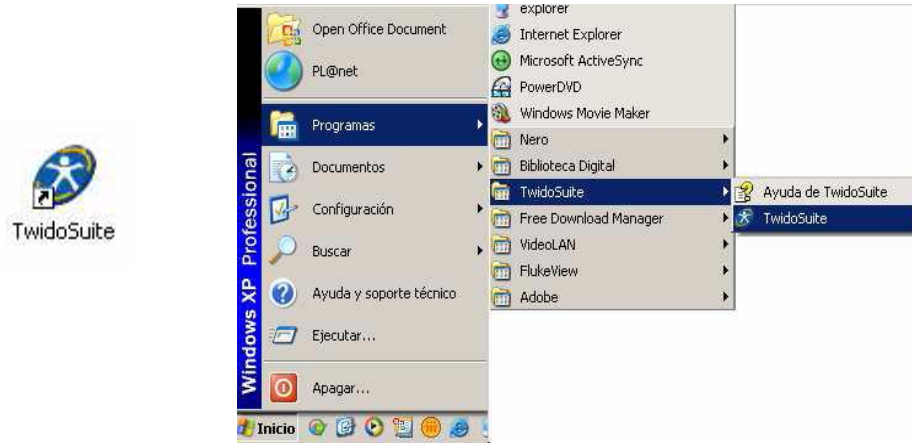 TwidoSuite
Open Office Document
PL@net
Programas
Documentos
Configuración
Buscar
Ayuda y soporte técnico
Ejecutar...
Apagar...
Windows XP Professional
Inicio
explorer
Internet Explorer
Microsoft ActiveSync
PowerDVD
Windows Movie Maker
Nero
Biblioteca Digital
TwidoSuite
Free Download Manager
VideoLAN
FlukeView
Adobe
Ayuda de TwidoSuite
TwidoSuite